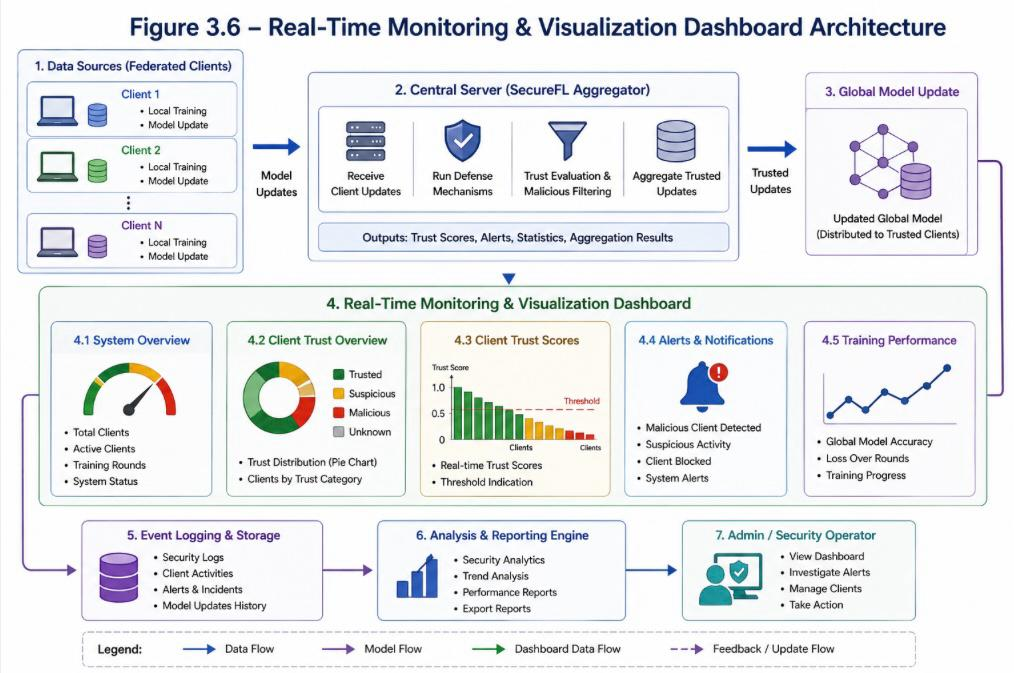 Figure 3.6 – Real-Time Monitoring & Visualization Dashboard Architecture
1. Data Sources (Federated Clients)
Client 1
• Local Training
• Model Update
Client 2
• Local Training
• Model Update
Client N
• Local Training
• Model Update
Model
Updates
2. Central Server (SecureFL Aggregator)
Receive
Client Updates
Run Defense
Mechanisms
Trust Evaluation &
Malicious Filtering
Aggregate Trusted
Updates
Outputs: Trust Scores, Alerts, Statistics, Aggregation Results
Trusted
Updates
3. Global Model Update
Updated Global Model
(Distributed to Trusted Clients)
4. Real-Time Monitoring & Visualization Dashboard
4.1 System Overview
• Total Clients
• Active Clients
• Training Rounds
• System Status
4.2 Client Trust Overview
Trusted
Suspicious
Malicious
Unknown
• Trust Distribution (Pie Chart)
• Clients by Trust Category
4.3 Client Trust Scores
Trust Score
1.0
0.5
0
Threshold
Clients
Clients
• Real-time Trust Scores
• Threshold Indication
4.4 Alerts & Notifications
!
• Malicious Client Detected
• Suspicious Activity
• Client Blocked
• System Alerts
4.5 Training Performance
• Global Model Accuracy
• Loss Over Rounds
• Training Progress
5. Event Logging & Storage
• Security Logs
• Client Activities
• Alerts & Incidents
• Model Updates History
6. Analysis & Reporting Engine
• Security Analytics
• Trend Analysis
• Performance Reports
• Export Reports
7. Admin / Security Operator
• View Dashboard
• Investigate Alerts
• Manage Clients
• Take Action
Legend:
Data Flow
Model Flow
Dashboard Data Flow
Feedback / Update Flow